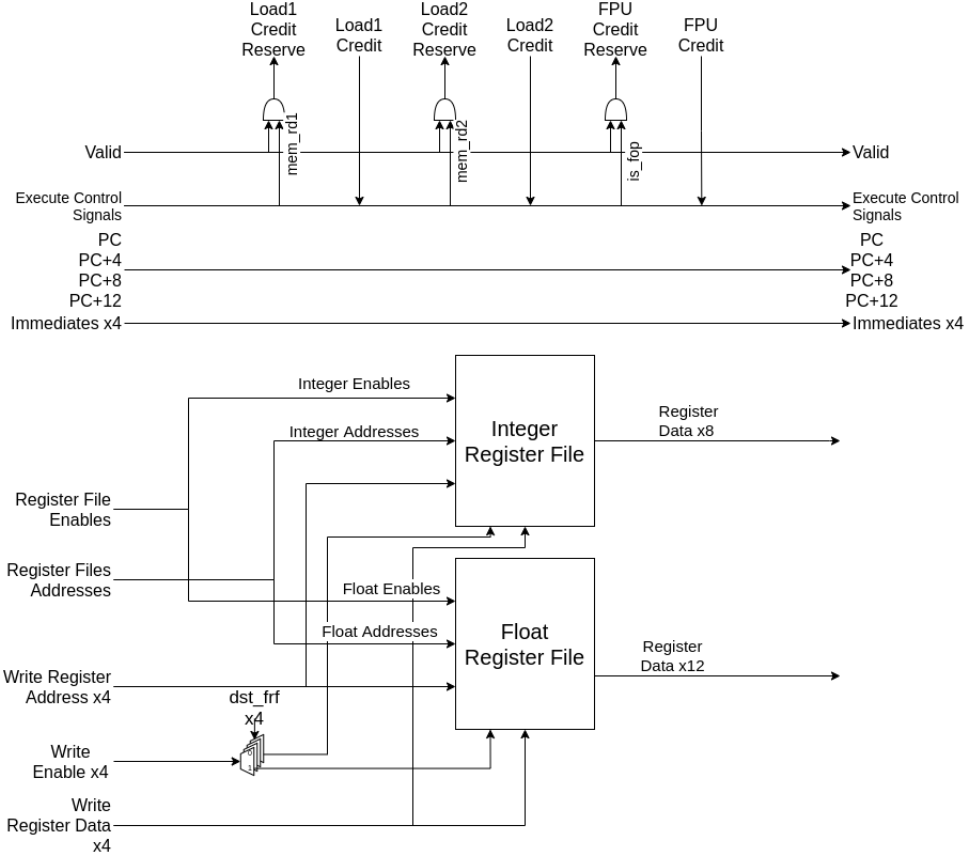 Load1
Credit
Reserve
Load1
Credit
Load2
Credit
Reserve
Load2
Credit
FPU
Credit
Reserve
FPU
Credit
mem_rd1
mem_rd2
is_fop
Valid
Valid
Execute Control
Signals
Execute Control
Signals
PC
PC+4
PC+8
PC+12
PC
PC+4
PC+8
PC+12
Immediates x4
Immediates x4
Integer Enables
Integer Addresses
Integer
Register File
Register
Data x8
Register File
Enables
Register Files
Addresses
Float Enables
Float Addresses
Float
Register File
Register
Data x12
Write Register
Address x4
dst_frf
x4
0
1
Write
Enable x4
Write
Register Data
x4